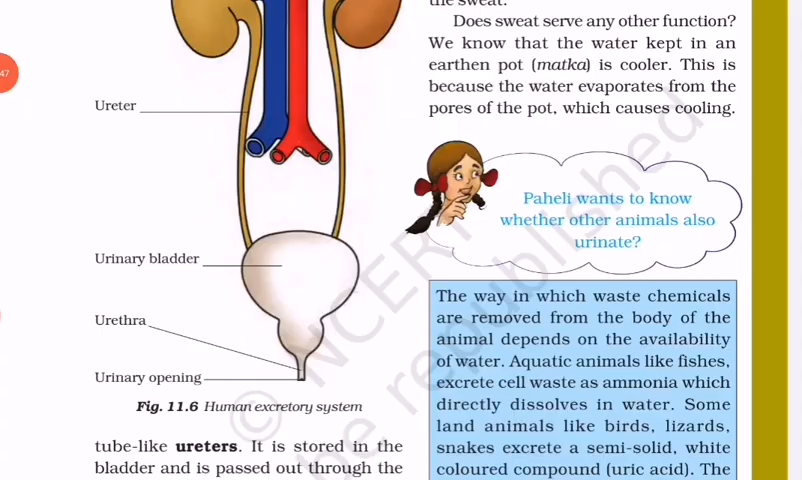 47
Ureter
Urinary bladder
Urethra
Urinary opening
Fig. 11.6 Human excretory system
tube-like ureters. It is stored in the
bladder and is passed out through the
the sweat.
Does sweat serve any other function?
We know that the water kept in an
earthen pot (matka) is cooler. This is
because the water evaporates from the
pores of the pot, which causes cooling.
Paheli wants to know
whether other animals also
urinate?
The way in which waste chemicals
are removed from the body of the
animal depends on the availability
of water. Aquatic animals like fishes,
excrete cell waste as ammonia which
directly dissolves in water. Some
land animals like birds, lizards,
snakes excrete a semi-solid, white
coloured compound (uric acid). The
© NCERT
be republished